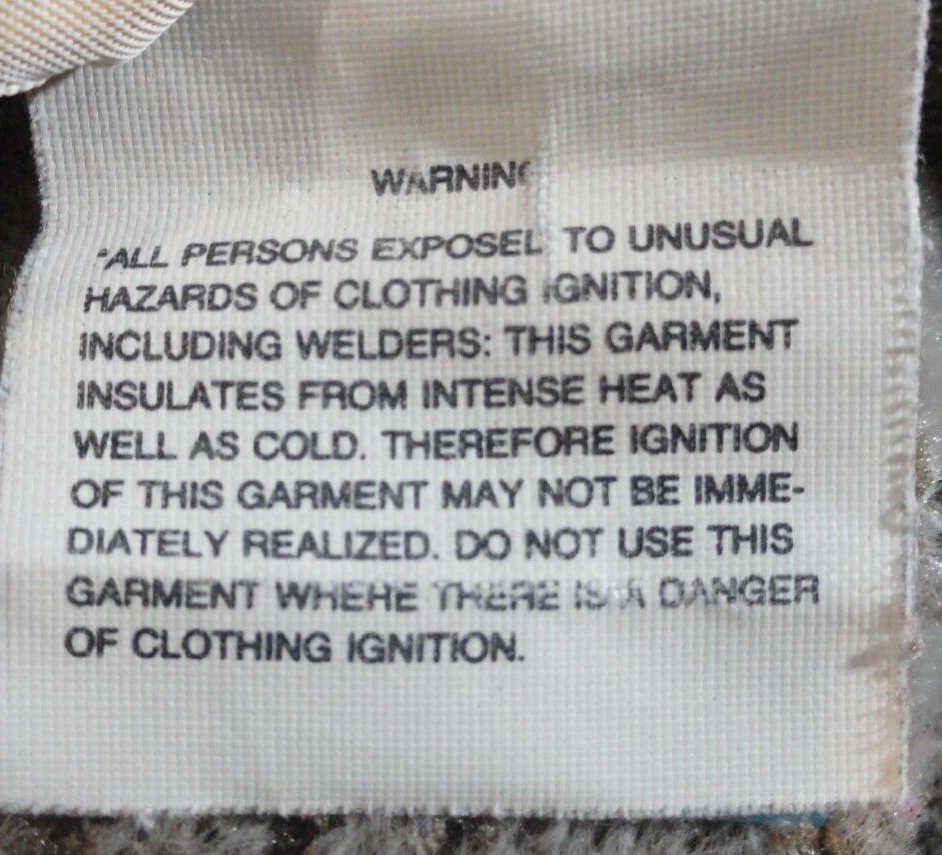 WARNING
"ALL PERSONS EXPOSED TO UNUSUAL
HAZARDS OF CLOTHING IGNITION,
INCLUDING WELDERS: THIS GARMENT
INSULATES FROM INTENSE HEAT AS
WELL AS COLD. THEREFORE IGNITION
OF THIS GARMENT MAY NOT BE IMME-
DIATELY REALIZED. DO NOT USE THIS
GARMENT WHERE THERE IS A DANGER
OF CLOTHING IGNITION.